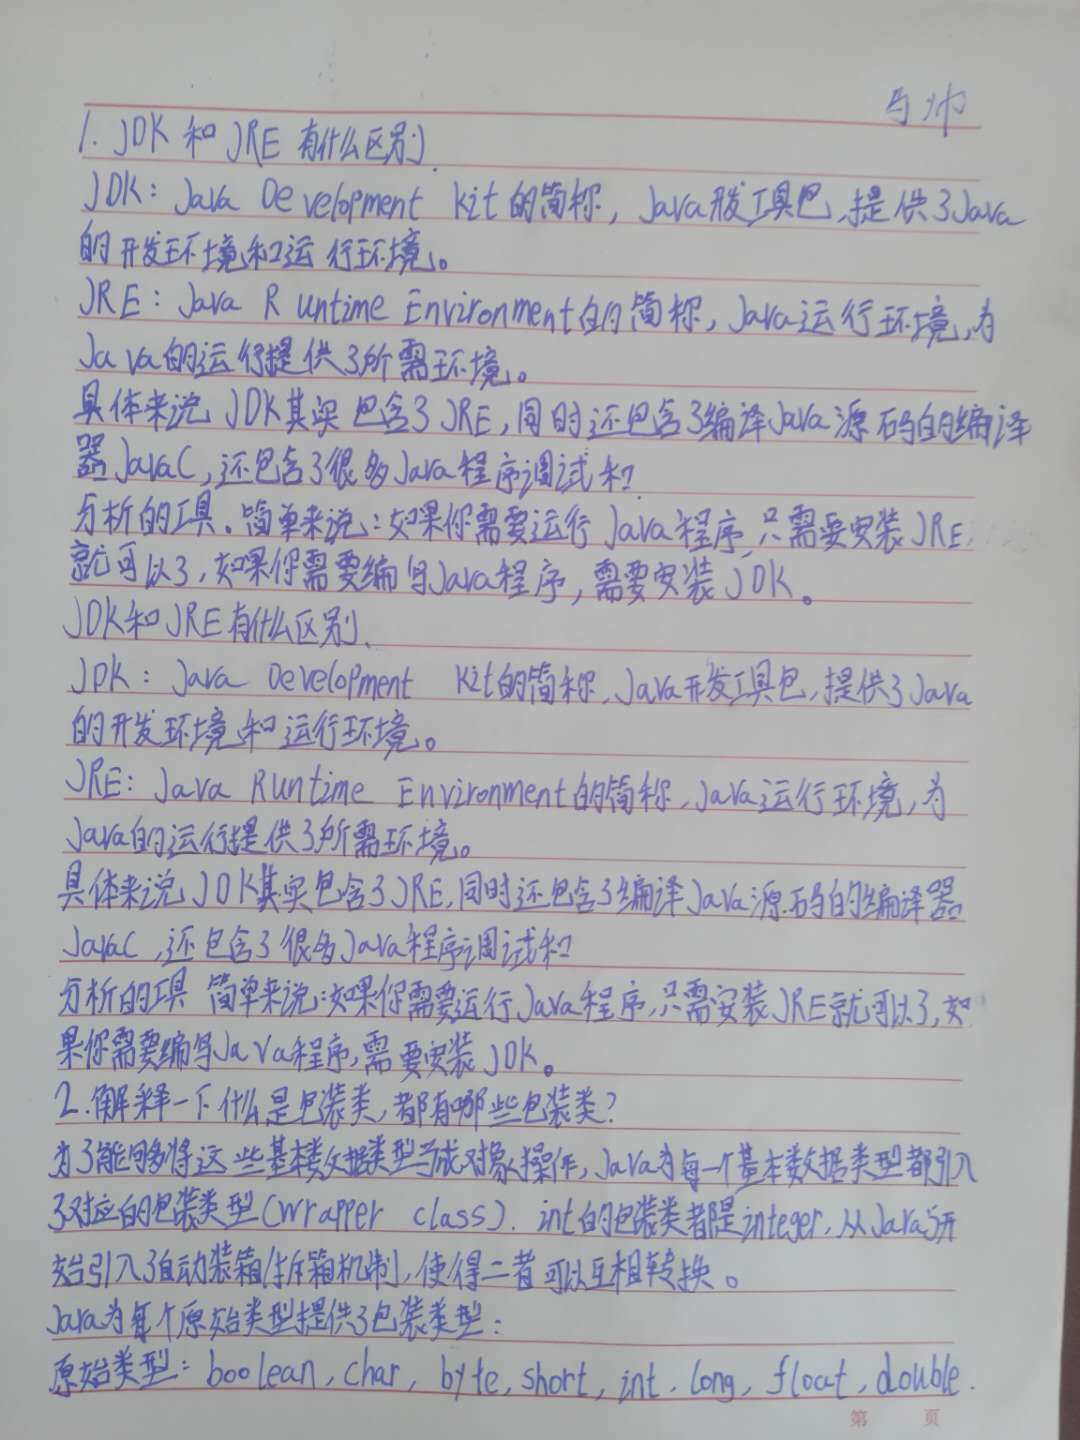 马帅
1. JDK 和 JRE 有什么区别
JDK: Java Development Kit 的简称, Java开发工具包,提供了Java
的开发环境和运行环境。
JRE: Java Runtime Environment的简称, Java运行环境,为
Java的运行提供了所需环境。
具体来说 JDK其实包含了JRE,同时还包含了编译Java源码的编译
器JavaC,还包含了很多Java程序调试和
分析的工具。简单来说:如果你需要运行Java程序,只需要安装JRE
就可以了,如果你需要编写Java程序,需要安装JDK。
JDK和JRE有什么区别、
JDK: Java Development Kit的简称,Java开发工具包,提供了Java
的开发环境和运行环境。
JRE: Java Runtime Environment的简称,Java运行环境,为
Java的运行提供了所需环境。
具体来说JDK其实包含了JRE,同时还包含了编译Java源码的编译器
JavaC,还包含了很多Java程序调试和
分析的工具 简单来说:如果你需要运行Java程序,只需安装JRE就可以了,如
果你需要编写Java程序,需要安装JDK。
2.解释一下什么是包装类,都有哪些包装类?
为了能够将这些基本数据类型当成对象操作,Java为每一个基本数据类型都引入
了对应的包装类型(wrapper class). int的包装类都是integer,从Java5开
始引入了自动装箱/拆箱机制,使得二者可以互相转换。
Java为每个原始类型提供了包装类型:
原始类型: boolean, char, byte, short, int, long, float, double.
第 页